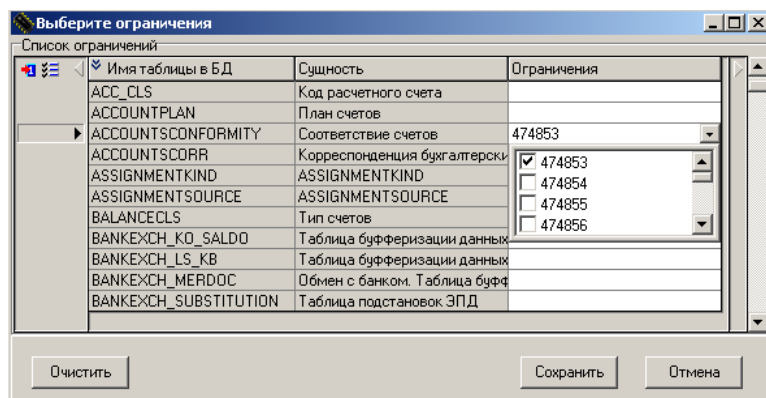 Выберите ограничения
Список ограничений
Имя таблицы в БД Сущность Ограничения
ACC_CLS Код расчетного счета
ACCOUNTPLAN План счетов
ACCOUNTSCONFORMITY Соответствие счетов 474853
ACCOUNTSCORR Корреспонденция бухгалтерски 474853
ASSIGNMENTKIND ASSIGNMENTKIND 474854
ASSIGNMENTSOURCE ASSIGNMENTSOURCE 474855
BALANCECLS Тип счетов 474856
BANKEXCH_KO_SALDO Таблица буферизации данных
BANKEXCH_LS_KB Таблица буферизации данных
BANKEXCH_MERDOC Обмен с банком. Таблица буфф
BANKEXCH_SUBSTITUTION Таблица подстановок ЭПД
Очистить Сохранить Отмена